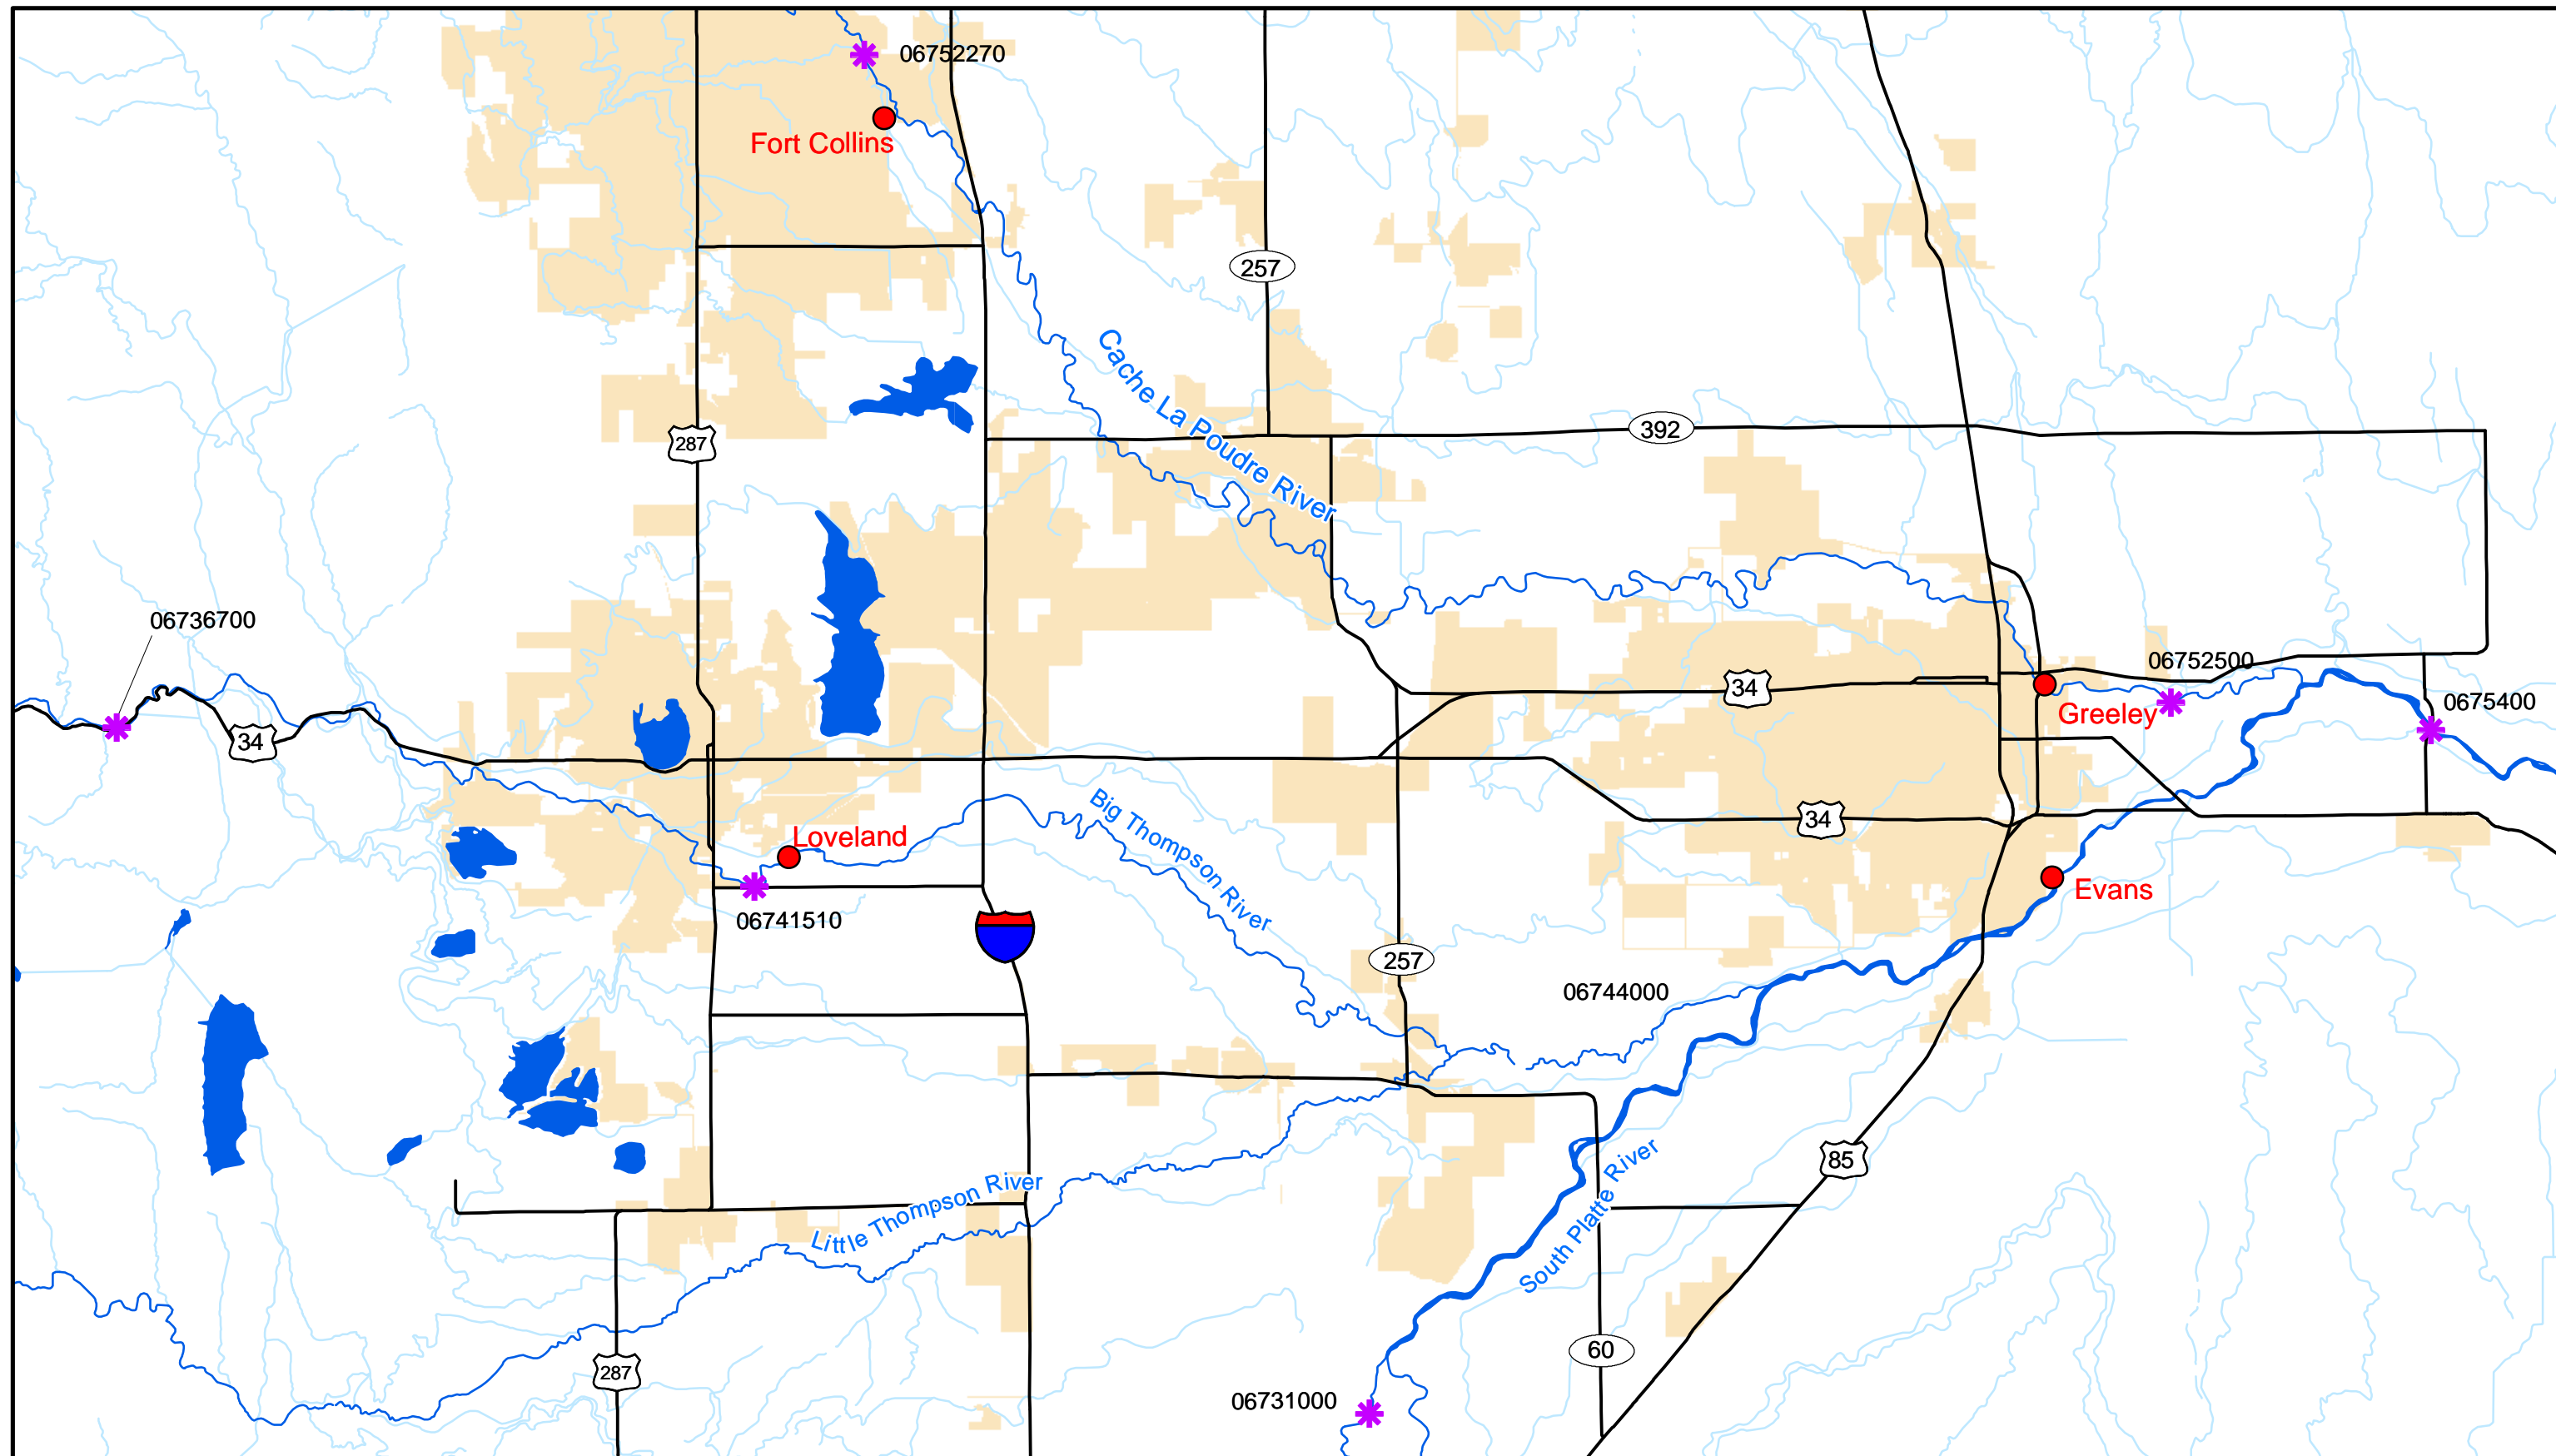 06752270
Fort Collins
257
Cache La Poudre River
392
287
06736700
34
06752500
34
0675400
Greeley
34
Big Thompson River
34
Loveland
Evans
06741510
257
06744000
85
South Platte River
Little Thompson River
60
287
06731000